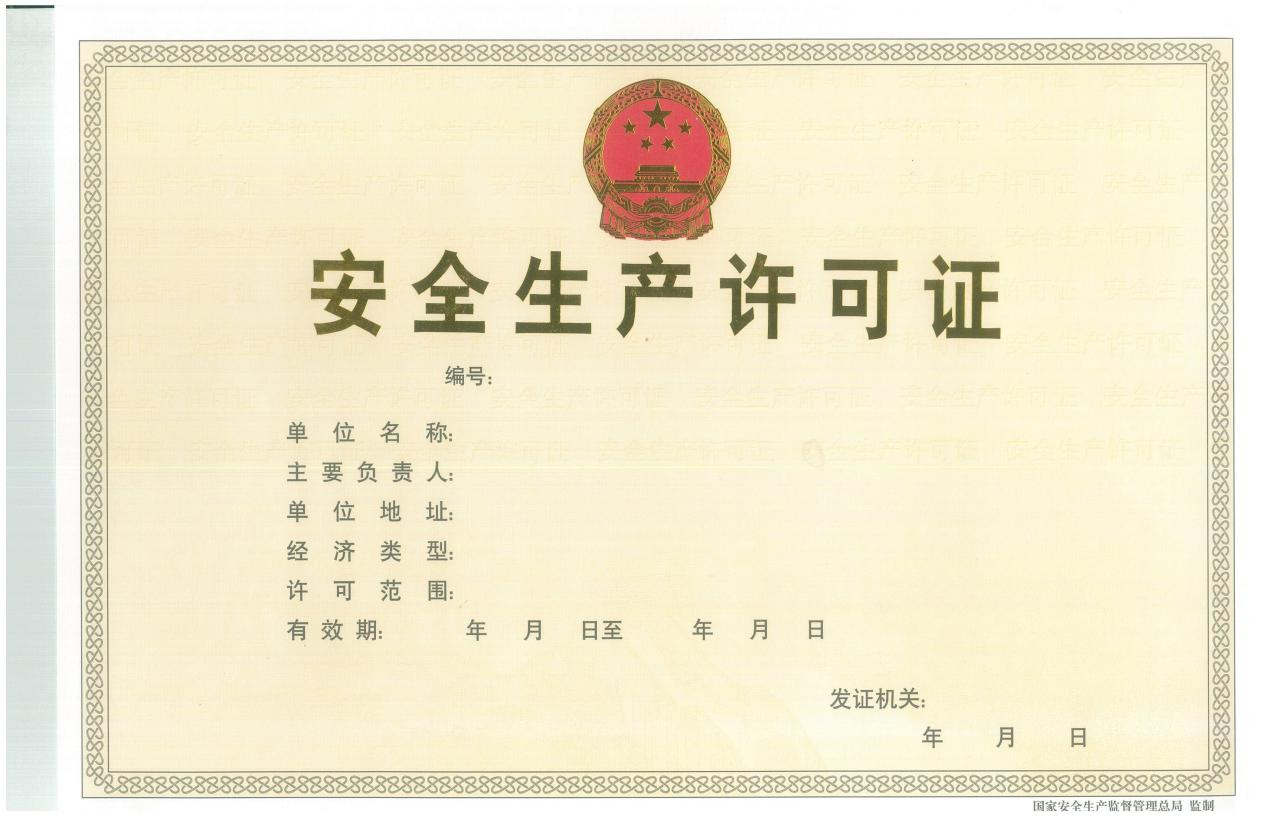 安全生产许可证
编号:
单位名称:
主要负责人:
单位地址:
经济类型:
许可范围:
有效期: 年 月 日至 年 月 日
发证机关:
年 月 日
国家安全生产监督管理总局 监制